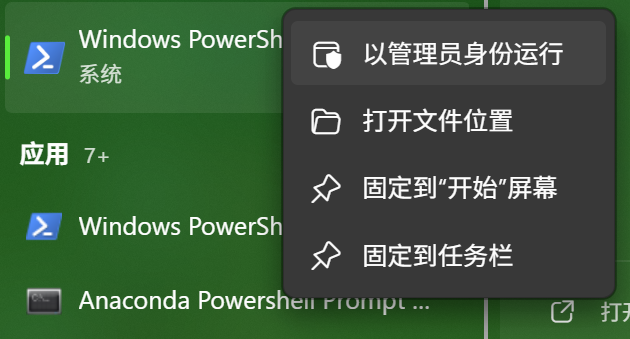 Windows PowerSh
系统
以管理员身份运行
打开文件位置
固定到“开始”屏幕
固定到任务栏
应用 7+
Windows PowerSh
Anaconda Powershell Prompt ...
打开